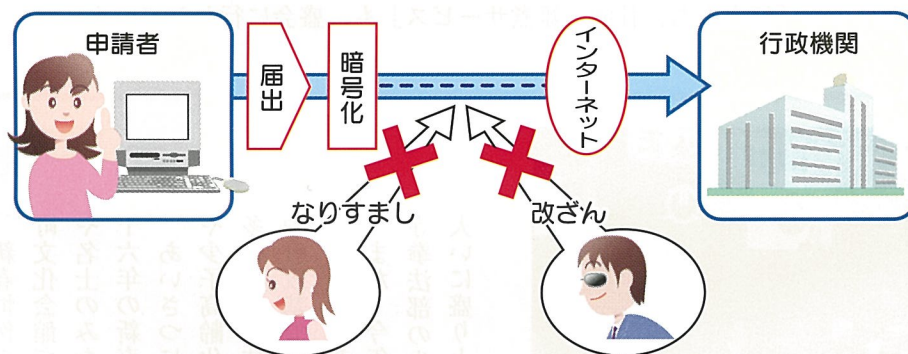 申請者
届出
暗号化
インターネット
行政機関
なりすまし
改ざん